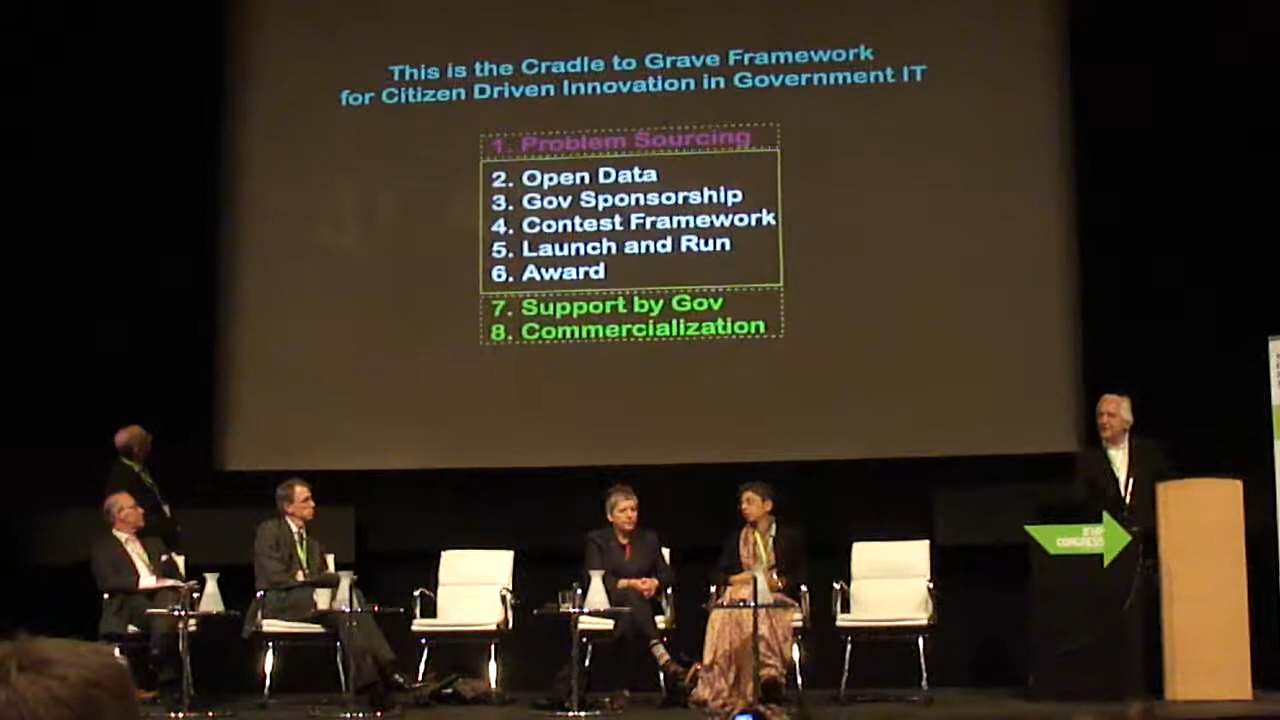 This is the Cradle to Grave Framework
for Citizen Driven Innovation in Government IT
1. Problem Sourcing
2. Open Data
3. Gov Sponsorship
4. Contest Framework
5. Launch and Run
6. Award
7. Support by Gov
8. Commercialization
CONGRESS